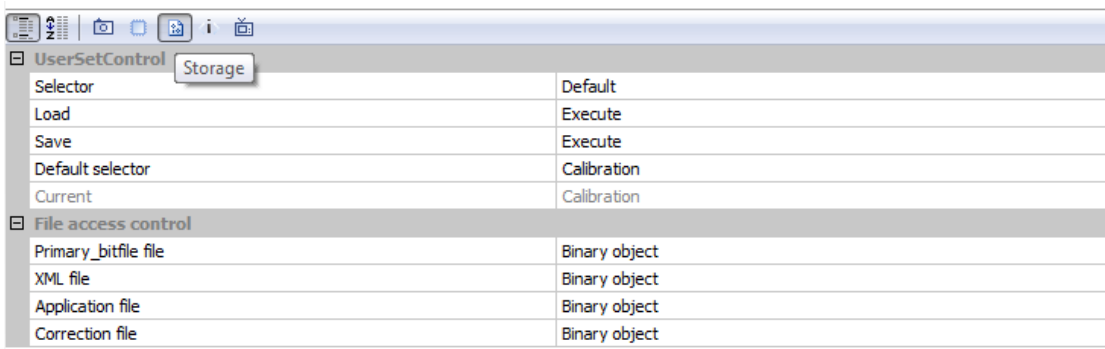 UserSetControl
Storage
Selector Default
Load Execute
Save Execute
Default selector Calibration
Current Calibration
File access control
Primary_bitfile file Binary object
XML file Binary object
Application file Binary object
Correction file Binary object